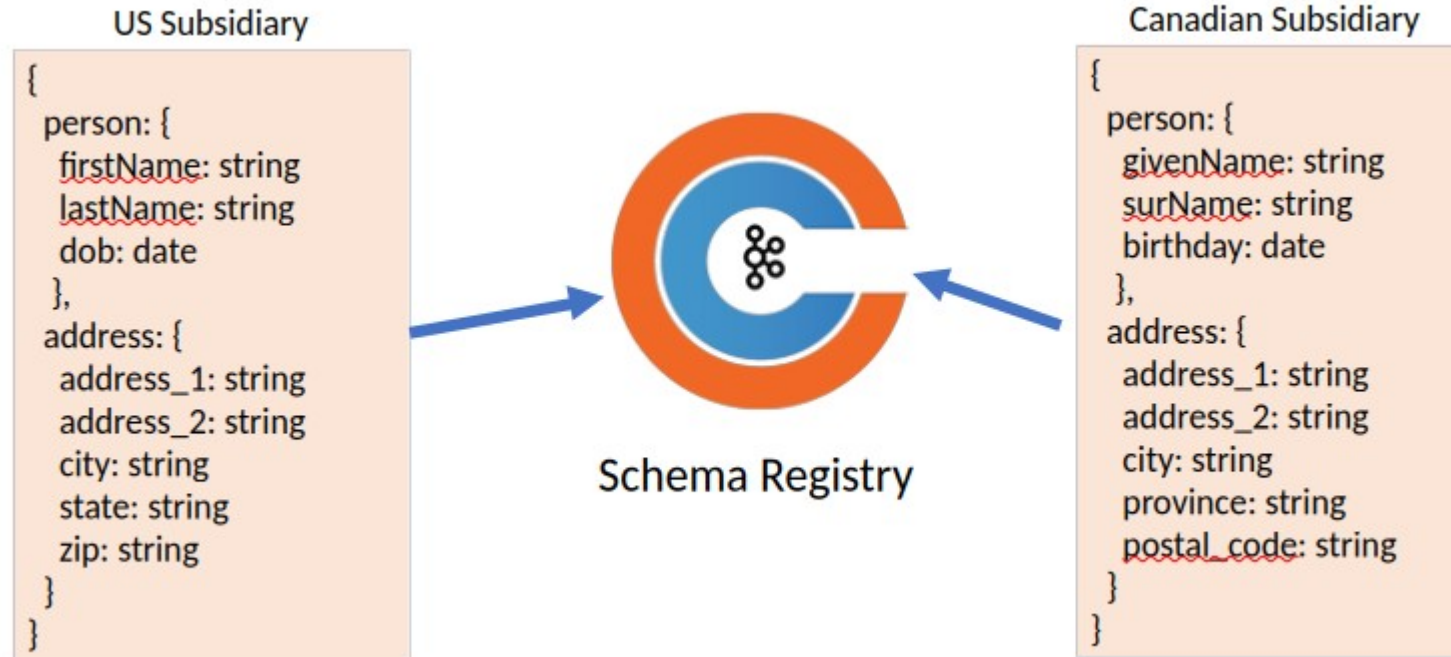 US Subsidiary
{
person: {
firstName: string
lastName: string
dob: date
},
address: {
address_1: string
address_2: string
city: string
state: string
zip: string
}
}
Schema Registry
Canadian Subsidiary
{
person: {
givenName: string
surName: string
birthday: date
},
address: {
address_1: string
address_2: string
city: string
province: string
postal_code: string
}
}